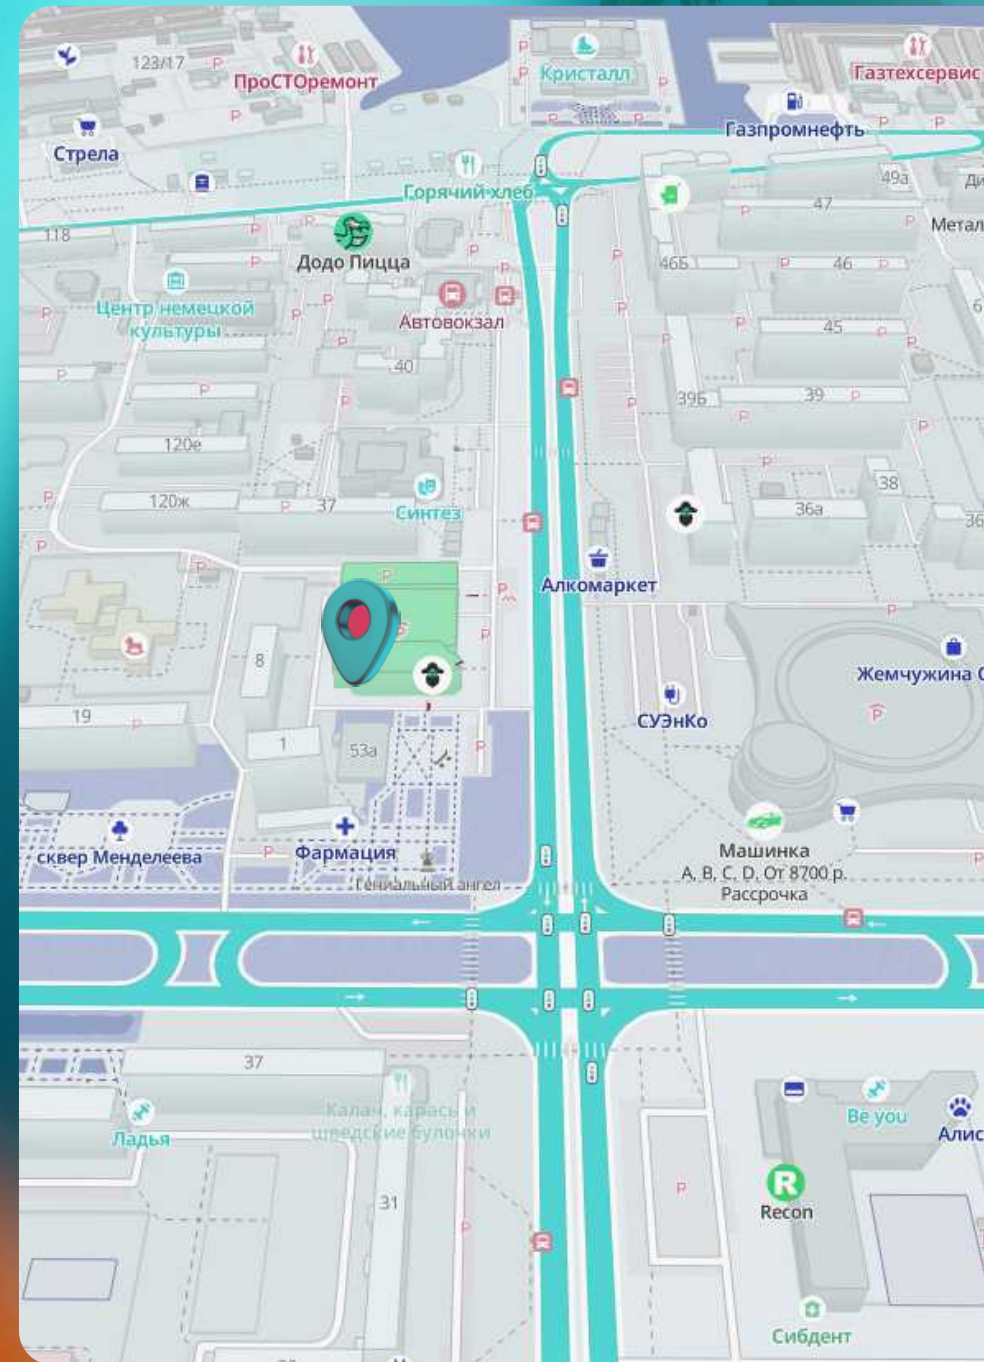 123/17
P
ПроСТОремонт
P
Кристалл
P
P
P
Газтехсервис
Стрела
P
P
P
Газпромнефть
P
P
Горячий хлеб
49а
Ди
118
P
P
P
47
P
Метал
Додо Пицца
P
P
P
P
46Б
P
46
P
Центр немецкой
культуры
P
P
P
P
6
Автовокзал
P
P
45
P
P
P
P
40
P
P
P
P
39Б
39
P
P
P
120е
P
38
120ж
P
37
P
Синтез
36а
36
P
P
P
Алкомаркет
P
P
P
8
P
Жемчужина С
19
P
СУЭнКо
P
1
53а
P
сквер Менделеева
P
Фармация
Гениальный ангел
Машинка
А, В, С, D. От 8700 р.
Рассрочка
P
37
Калач, карась и
шведские булочки
Ладья
Be you
Алис
P
R
Recon
31
P
Сибдент